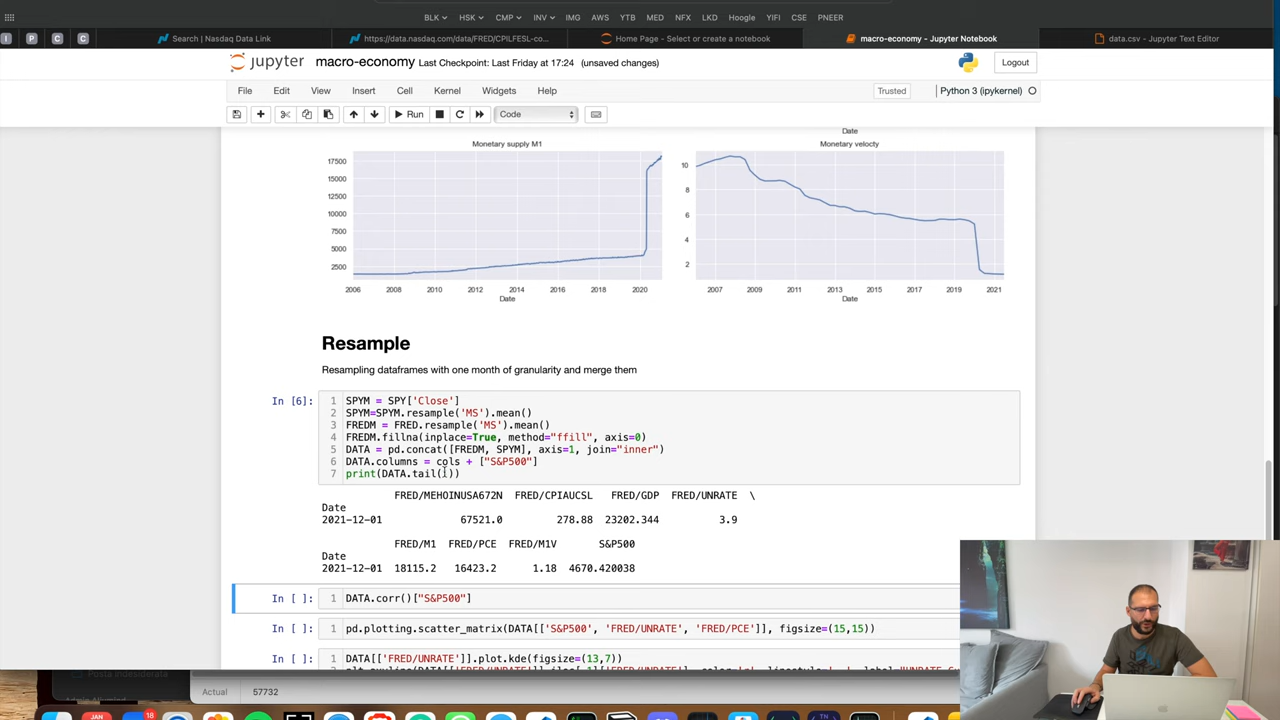 BLK HSK CMP INV IMG AWS YTB MED NFX LKD Hoogle YIFI CSE PNEER
I P C C Search | Nasdaq Data Link https://data.nasdaq.com/data/FRED/CPILFESL-co... Home Page - Select or create a notebook macro-economy - Jupyter Notebook data.csv - Jupyter Text Editor
jupyter macro-economy Last Checkpoint: Last Friday at 17:24 (unsaved changes) Logout
File Edit View Insert Cell Kernel Widgets Help Trusted Python 3 (ipykernel)
Run Code
Date
Monetary supply M1 Monetary velocty
17500
15000
12500
10000
7500
5000
2500
2006 2008 2010 2012 2014 2016 2018 2020
Date
10
8
6
4
2
2007 2009 2011 2013 2015 2017 2019 2021
Date
Resample
Resampling dataframes with one month of granularity and merge them
In [6]:
1 SPYM = SPY['Close']
2 SPYM=SPYM.resample('MS').mean()
3 FREDM = FRED.resample('MS').mean()
4 FREDM.fillna(inplace=True, method="ffill", axis=0)
5 DATA = pd.concat([FREDM, SPYM], axis=1, join="inner")
6 DATA.columns = cols + ["S&P500"]
7 print(DATA.tail(1))
FRED/MEHOINUSA672N FRED/CPIAUCSL FRED/GDP FRED/UNRATE \
Date
2021-12-01 67521.0 278.88 23202.344 3.9
FRED/M1 FRED/PCE FRED/M1V S&P500
Date
2021-12-01 18115.2 16423.2 1.18 4670.420038
In [ ]: 1 DATA.corr()["S&P500"]
In [ ]: 1 pd.plotting.scatter_matrix(DATA[['S&P500', 'FRED/UNRATE', 'FRED/PCE']], figsize=(15,15))
In [ ]: 1 DATA[['FRED/UNRATE']].plot.kde(figsize=(13,7))
Posta indesiderata
Actual 57732
JAN
18